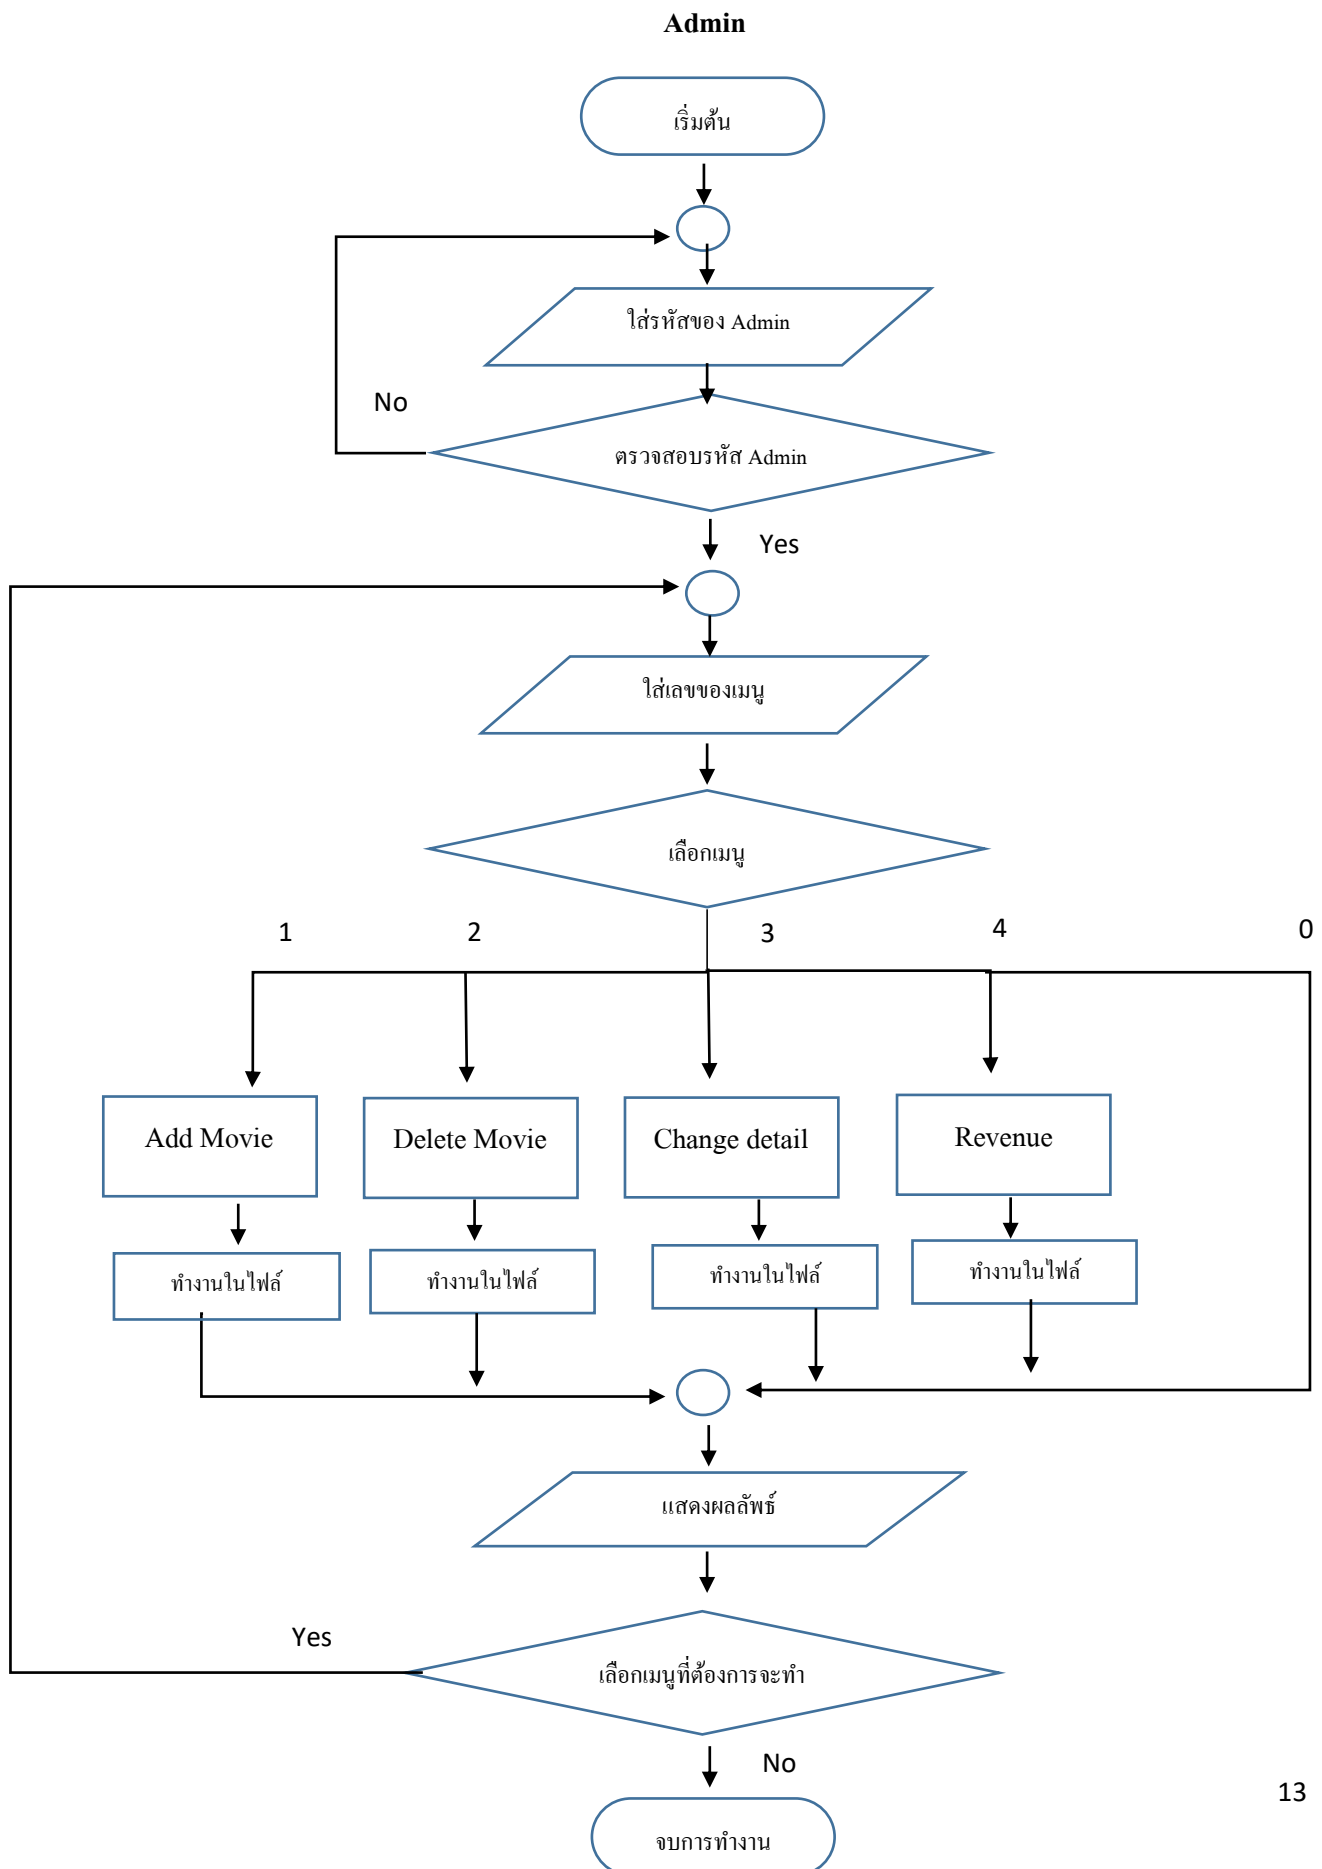 Admin
เริ่มต้น
ใส่รหัสของ Admin
No
ตรวจสอบรหัส Admin
Yes
ใส่เลขของเมนู
เลือกเมนู
1
2
3
4
0
Add Movie
Delete Movie
Change detail
Revenue
ทำงานในไฟล์
ทำงานในไฟล์
ทำงานในไฟล์
ทำงานในไฟล์
แสดงผลลัพธ์
Yes
เลือกเมนูที่ต้องการจะทำ
No
13
จบการทำงาน